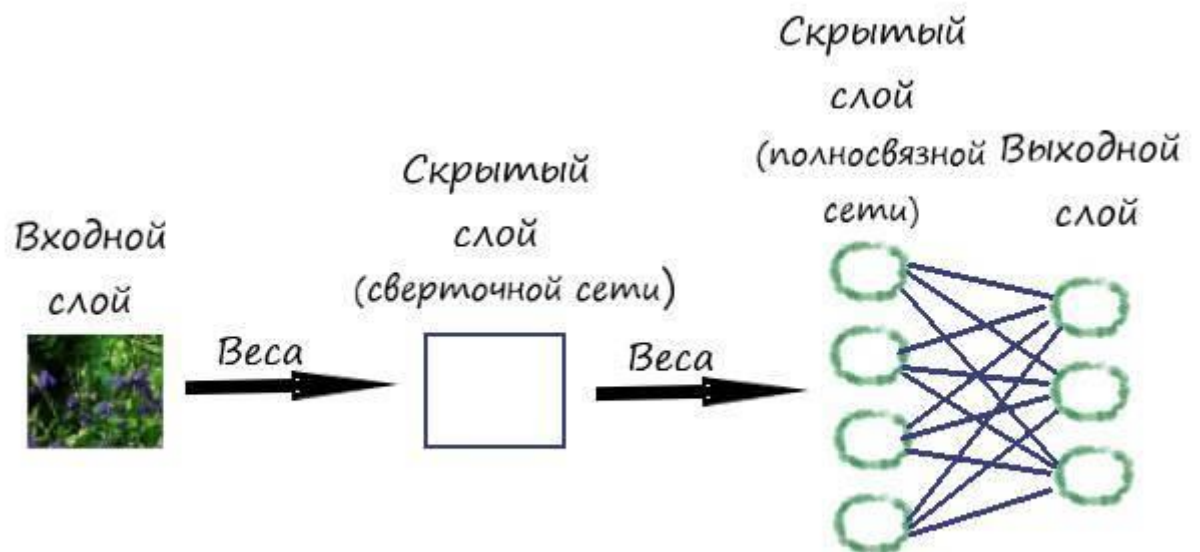 Входной
слой
Веса
Скрытый
слой
(сверточной сети)
Веса
Скрытый
слой
(полносвязной
сети)
Выходной
слой